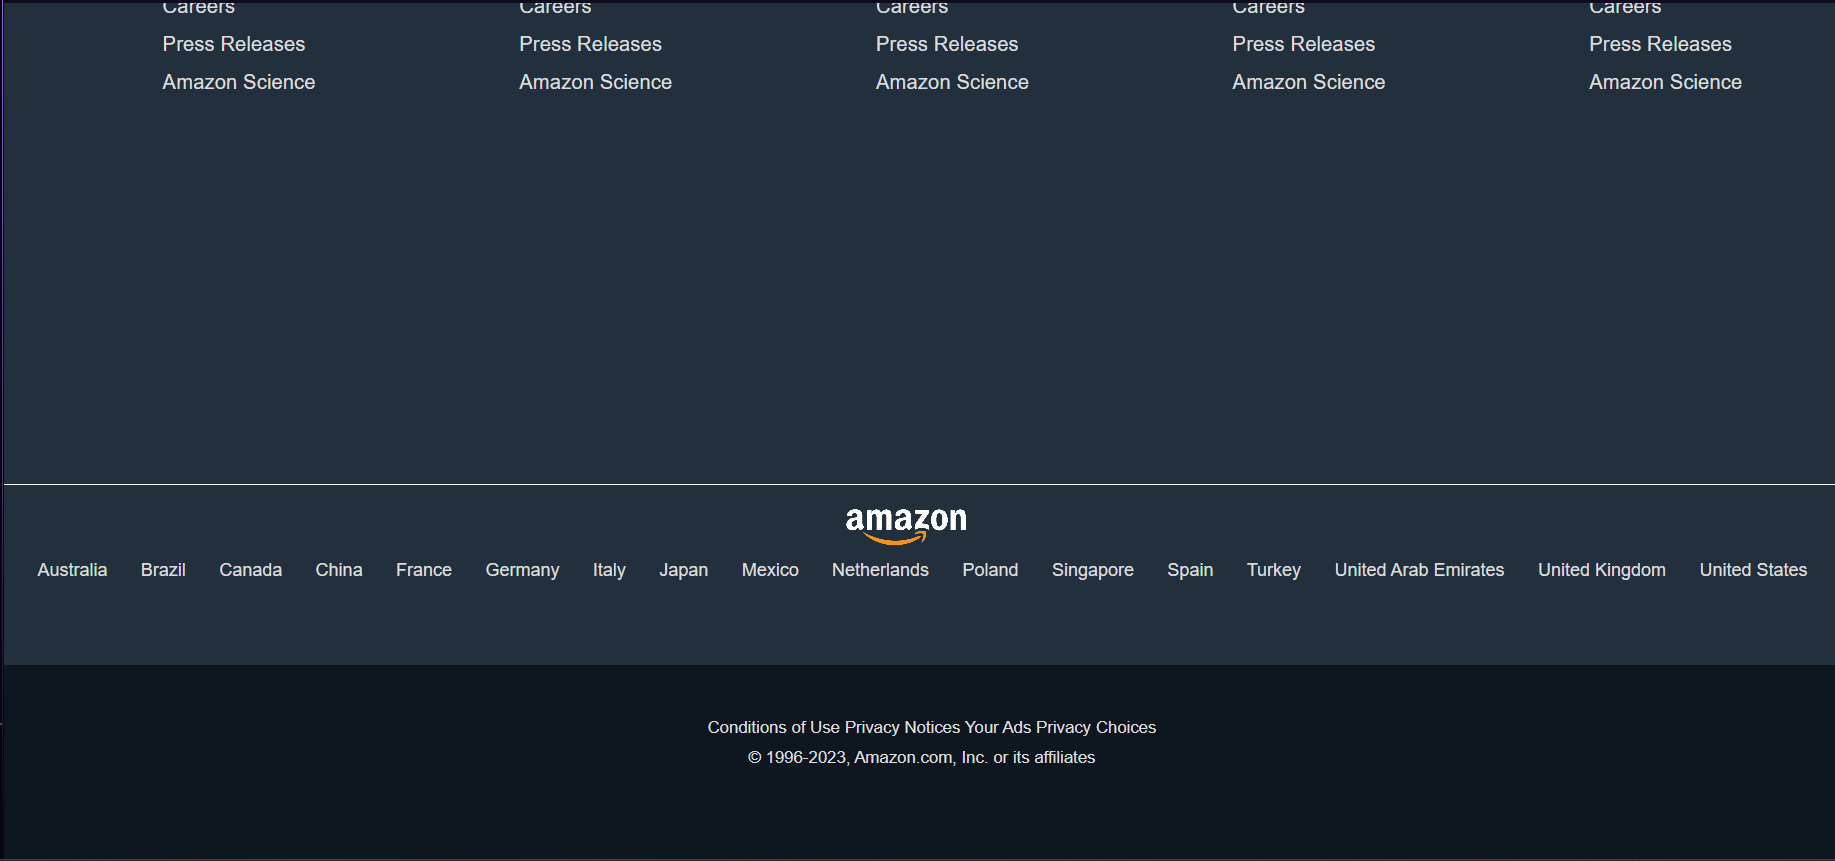 Careers Careers Careers Careers Careers
Press Releases Press Releases Press Releases Press Releases Press Releases
Amazon Science Amazon Science Amazon Science Amazon Science Amazon Science
amazon
Australia Brazil Canada China France Germany Italy Japan Mexico Netherlands Poland Singapore Spain Turkey United Arab Emirates United Kingdom United States
Conditions of Use Privacy Notices Your Ads Privacy Choices
© 1996-2023, Amazon.com, Inc. or its affiliates